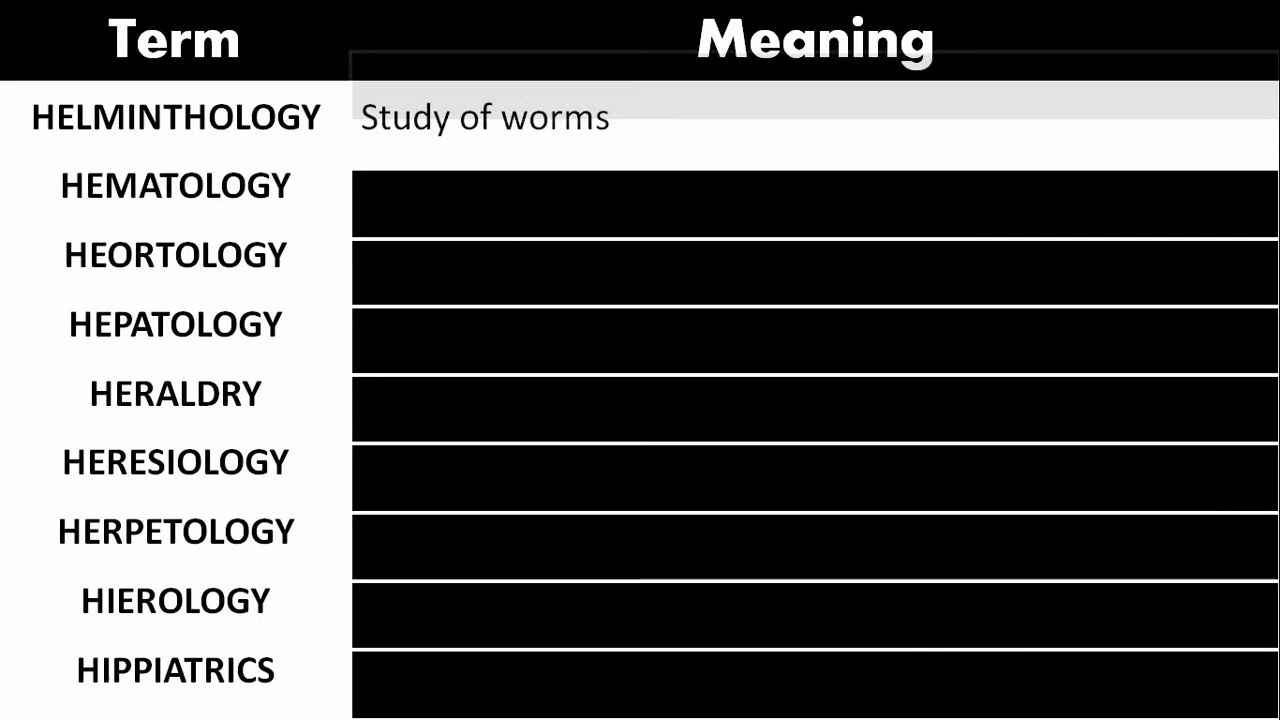 Term Meaning
HELMINTHOLOGY Study of worms
HEMATOLOGY
HEORTOLOGY
HEPATOLOGY
HERALDRY
HERESIOLOGY
HERPETOLOGY
HIEROLOGY
HIPPIATRICS